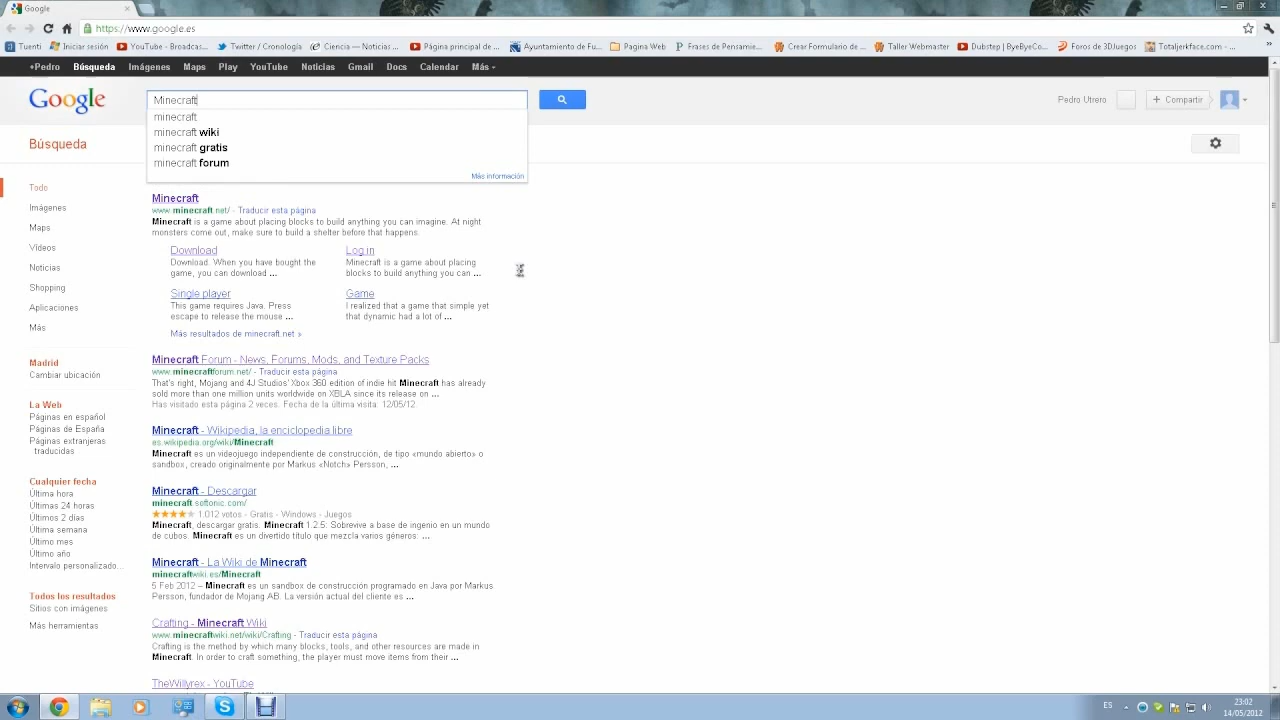 Google
https://www.google.es
Tuenti Iniciar sesión YouTube - Broadcas... Twitter / Cronología Ciencia — Noticias ... Página principal de ... Ayuntamiento de Fu... Página Web Frases de Pensamie... Crear Formulario de ... Taller Webmaster Dubstep | ByeByeCo... Foros de 3DJuegos Totaljerkface.com - ... »
+Pedro Búsqueda Imágenes Maps Play YouTube Noticias Gmail Docs Calendar Más
Google
Minecraft
Pedro Utrero
+ Compartir
minecraft
minecraft wiki
minecraft gratis
minecraft forum
Más información
Búsqueda
Todo
Imágenes
Maps
Vídeos
Noticias
Shopping
Aplicaciones
Más
Madrid
Cambiar ubicación
La Web
Páginas en español
Páginas de España
Páginas extranjeras
traducidas
Cualquier fecha
Última hora
Últimas 24 horas
Últimos 2 días
Última semana
Último mes
Último año
Intervalo personalizado...
Todos los resultados
Sitios con imágenes
Más herramientas
Minecraft
www.minecraft.net/ - Traducir esta página
Minecraft is a game about placing blocks to build anything you can imagine. At night
monsters come out, make sure to build a shelter before that happens.
Download
Download. When you have bought the
game, you can download ...
Log in
Minecraft is a game about placing
blocks to build anything you can ...
Single player
This game requires Java. Press
escape to release the mouse ...
Game
I realized that a game that simple yet
that dynamic had a lot of ...
Más resultados de minecraft.net »
Minecraft Forum - News, Forums, Mods, and Texture Packs
www.minecraftforum.net/ - Traducir esta página
That's right, Mojang and 4J Studios' Xbox 360 edition of indie hit Minecraft has already
sold more than one million units worldwide on XBLA since its release on ...
Has visitado esta página 2 veces. Fecha de la última visita: 12/05/12.
Minecraft - Wikipedia, la enciclopedia libre
es.wikipedia.org/wiki/Minecraft
Minecraft es un videojuego independiente de construcción, de tipo «mundo abierto» o
sandbox, creado originalmente por Markus «Notch» Persson, ...
Minecraft - Descargar
minecraft.softonic.com/
1.012 votos - Gratis - Windows - Juegos
Minecraft, descargar gratis. Minecraft 1.2.5: Sobrevive a base de ingenio en un mundo
de cubos. Minecraft es un divertido título que mezcla varios géneros: ...
Minecraft - La Wiki de Minecraft
minecraftwiki.es/Minecraft
5 Feb 2012 – Minecraft es un sandbox de construcción programado en Java por Markus
Persson, fundador de Mojang AB. La versión actual del cliente es ...
Crafting - Minecraft Wiki
www.minecraftwiki.net/wiki/Crafting - Traducir esta página
Crafting is the method by which many blocks, tools, and other resources are made in
Minecraft. In order to craft something, the player must move items from their ...
TheWillyrex - YouTube
ES
23:02
14/05/2012